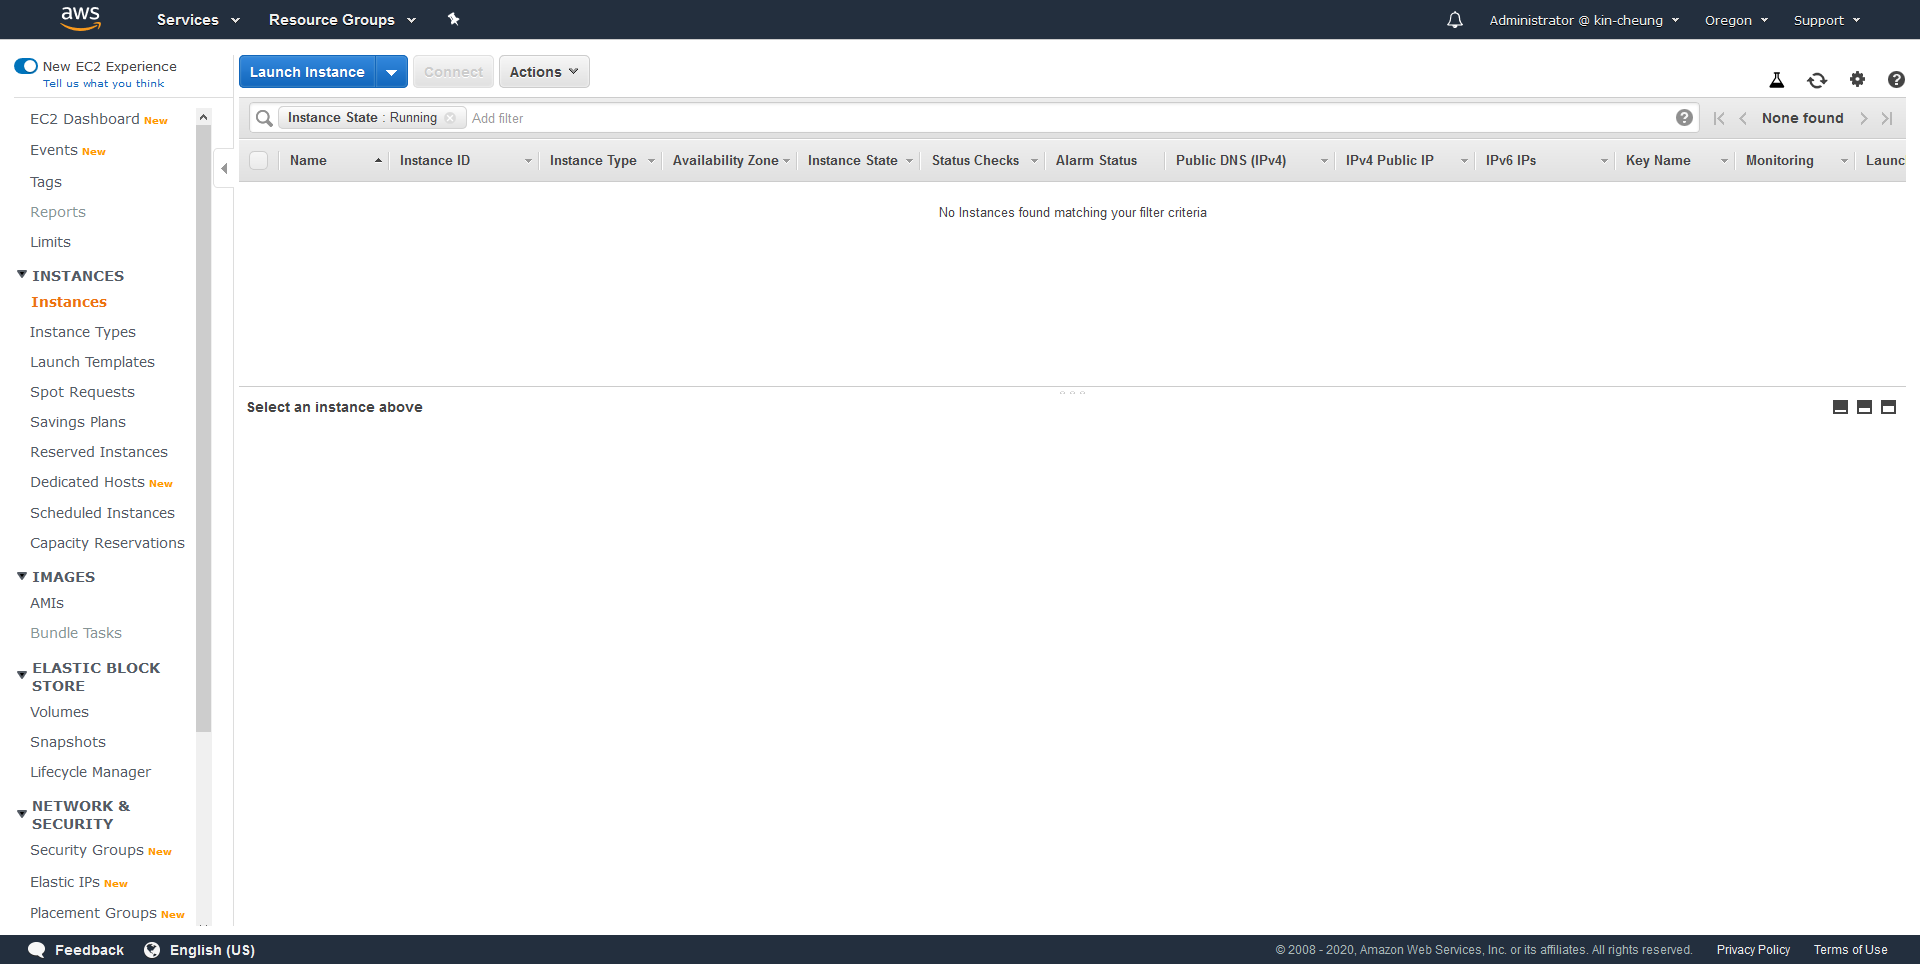 aws Services Resource Groups Administrator @ kin-cheung Oregon Support
New EC2 Experience
Tell us what you think
EC2 Dashboard New
Events New
Tags
Reports
Limits
INSTANCES
Instances
Instance Types
Launch Templates
Spot Requests
Savings Plans
Reserved Instances
Dedicated Hosts New
Scheduled Instances
Capacity Reservations
IMAGES
AMIs
Bundle Tasks
ELASTIC BLOCK
STORE
Volumes
Snapshots
Lifecycle Manager
NETWORK &
SECURITY
Security Groups New
Elastic IPs New
Placement Groups New
Launch Instance Connect Actions
Instance State : Running Add filter None found
Name Instance ID Instance Type Availability Zone Instance State Status Checks Alarm Status Public DNS (IPv4) IPv4 Public IP IPv6 IPs Key Name Monitoring Launc
No Instances found matching your filter criteria
Select an instance above
Feedback English (US) © 2008 - 2020, Amazon Web Services, Inc. or its affiliates. All rights reserved. Privacy Policy Terms of Use